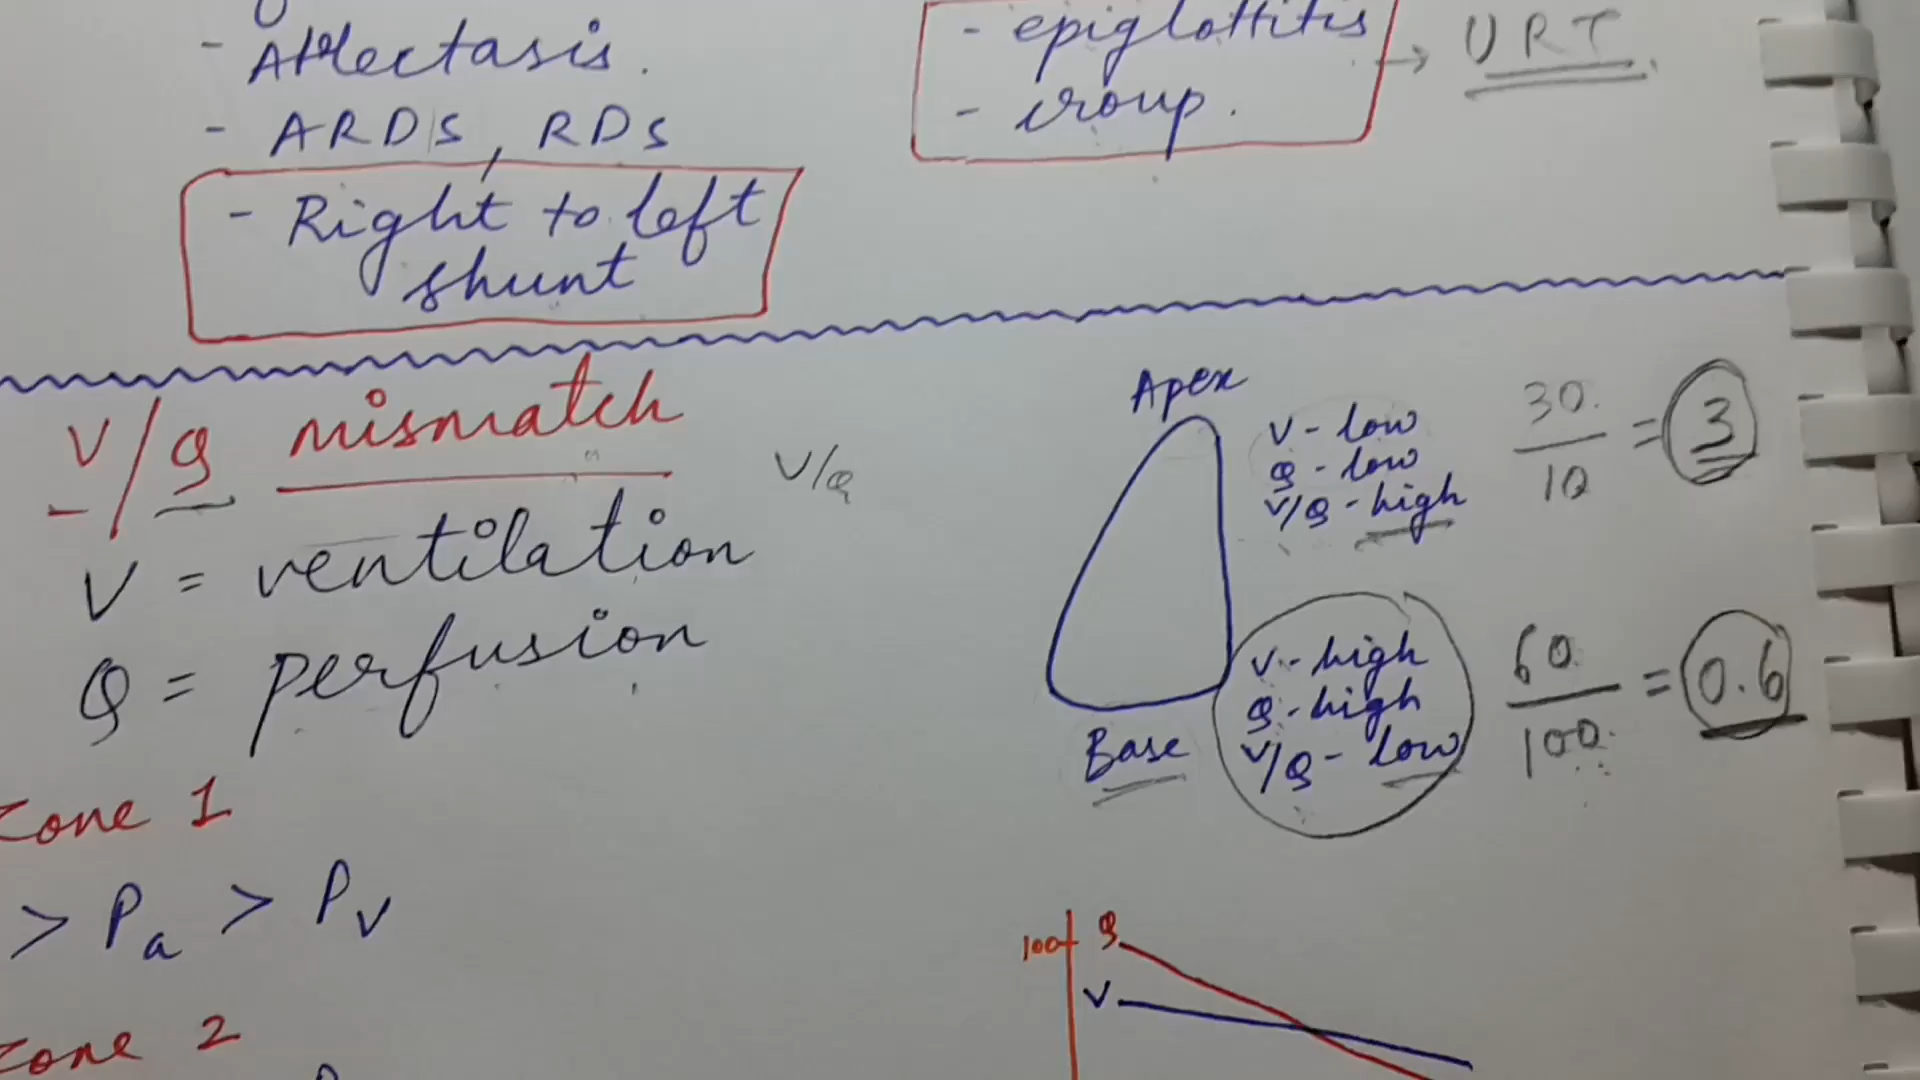 - Atelectasis.
- ARDS, RDS
- Right to left
shunt
- epiglottitis
- croup.
→ URT
V/Q mismatch
V/Q
V = ventilation
Q = perfusion
Apex
V - low
Q - low
V/Q - high
30
10
= 3
V - high
Q - high
V/Q - low
Base
60
100
= 0.6
Zone 1
> Pa > Pv
Zone 2
100
Q
V